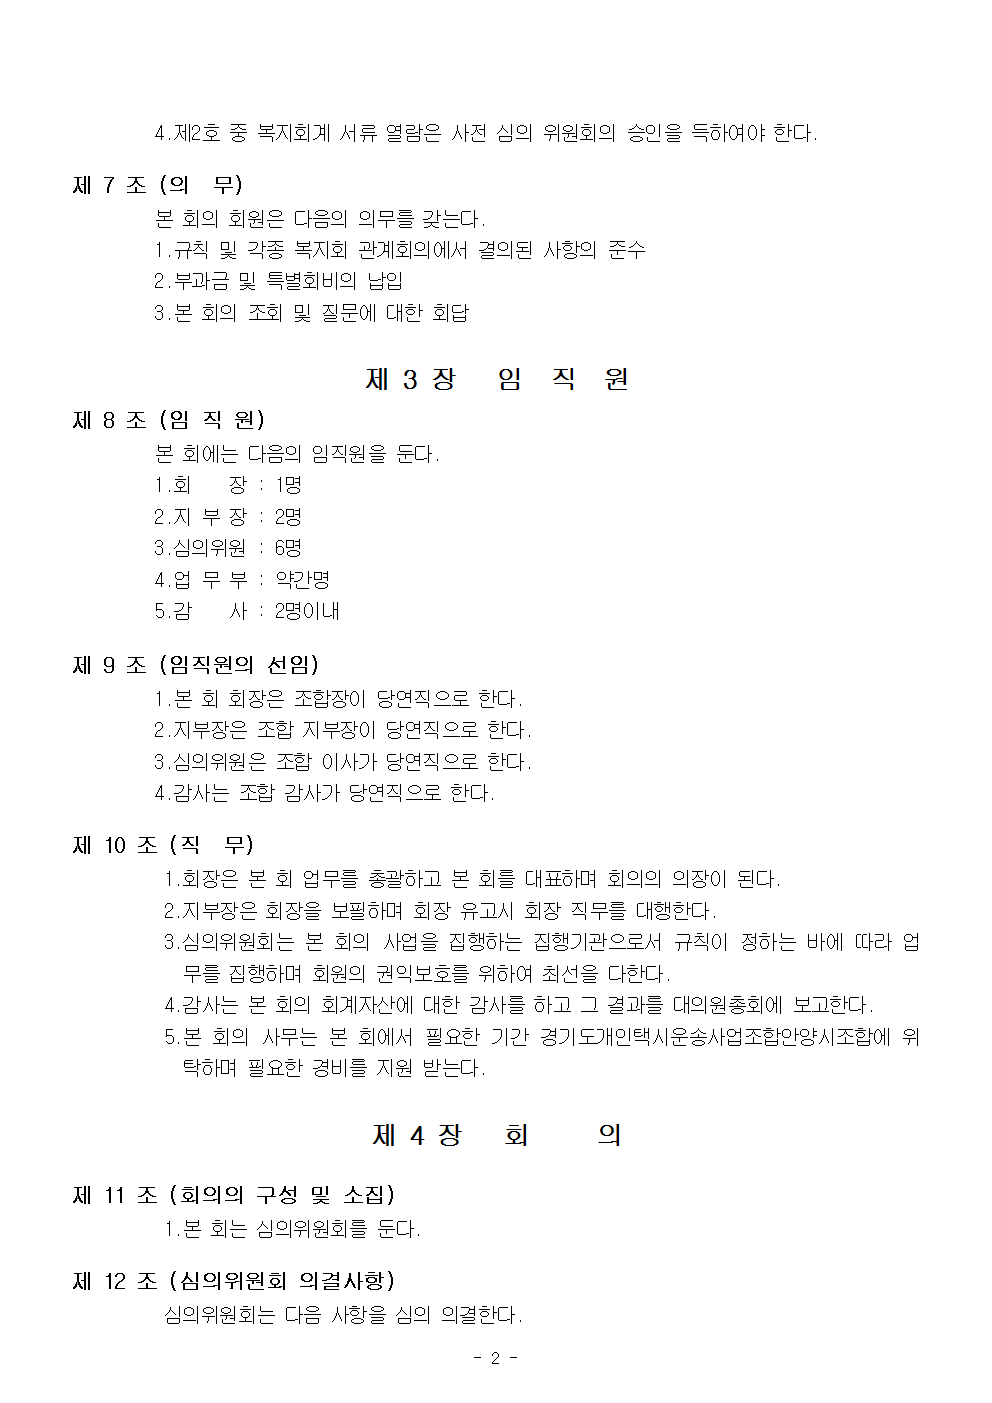 4.제2호 중 복지회계 서류 열람은 사전 심의 위원회의 승인을 득하여야 한다.
제 7 조 (의 무)
본 회의 회원은 다음의 의무를 갖는다.
1.규칙 및 각종 복지회 관계회의에서 결의된 사항의 준수
2.부과금 및 특별회비의 납입
3.본 회의 조회 및 질문에 대한 회답
제 3 장 임 직 원
제 8 조 (임 직 원)
본 회에는 다음의 임직원을 둔다.
1.회 장 : 1명
2.지 부 장 : 2명
3.심의위원 : 6명
4.업 무 부 : 약간명
5.감 사 : 2명이내
제 9 조 (임직원의 선임)
1.본 회 회장은 조합장이 당연직으로 한다.
2.지부장은 조합 지부장이 당연직으로 한다.
3.심의위원은 조합 이사가 당연직으로 한다.
4.감사는 조합 감사가 당연직으로 한다.
제 10 조 (직 무)
1.회장은 본 회 업무를 총괄하고 본 회를 대표하며 회의의 의장이 된다.
2.지부장은 회장을 보필하며 회장 유고시 회장 직무를 대행한다.
3.심의위원회는 본 회의 사업을 집행하는 집행기관으로서 규칙이 정하는 바에 따라 업
무를 집행하며 회원의 권익보호를 위하여 최선을 다한다.
4.감사는 본 회의 회계자산에 대한 감사를 하고 그 결과를 대의원총회에 보고한다.
5.본 회의 사무는 본 회에서 필요한 기간 경기도개인택시운송사업조합안양시조합에 위
탁하며 필요한 경비를 지원 받는다.
제 4 장 회 의
제 11 조 (회의의 구성 및 소집)
1.본 회는 심의위원회를 둔다.
제 12 조 (심의위원회 의결사항)
심의위원회는 다음 사항을 심의 의결한다.
- 2 -